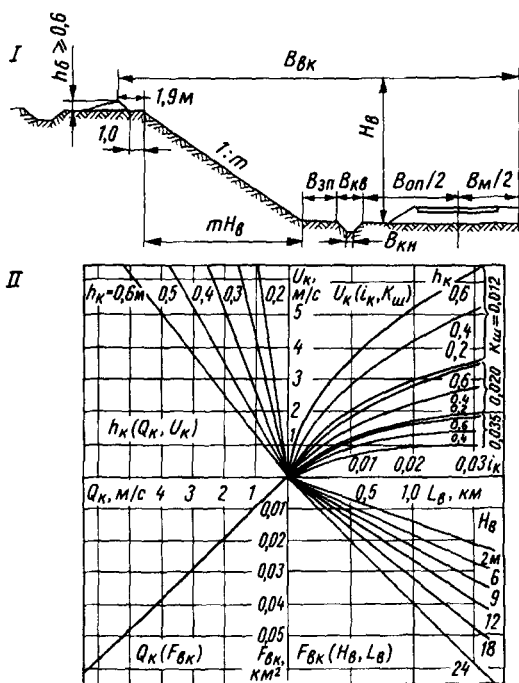 I
hб ≥ 0,6
Bвк
1,9м
1,0
1:m
Hв
mHв
Bзп
Bкв
Bоп/2
Bм/2
Bкн
II
hк=0,6м 0,5 0,4 0,3 0,2
Uк, м/с
Uк(iк,Kш)
hк
5
4
3
2
1
0,6
0,4
0,2
Kш=0,012
0,6
0,4
0,2
0,020
0,6
0,4
0,035
hк(Qк,Uк)
0,01 0,02 0,03 iк
Qк, м/с 4 3 2 1
0,5 1,0 Lв, км
0,01
0,02
0,03
0,04
0,05
Hв
2м
6
9
12
18
24
Qк(Fвк)
Fвк, км²
Fвк(Hв,Lв)